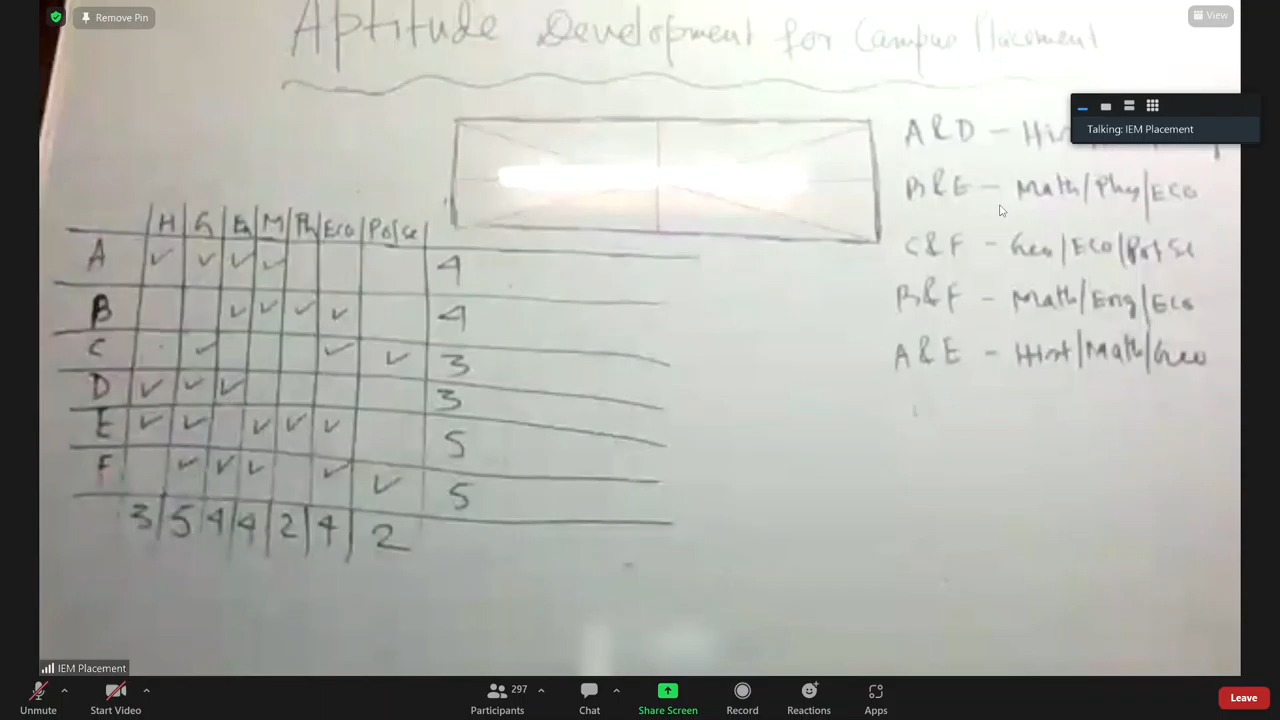 Remove Pin
View
Aptitude Development for Campus Placement
Talking: IEM Placement
A & D – Hist
B & E – Math/Phy/Eco
C & F – Geo/Eco/Pol Sc
B & F – Math/Eng/Eco
A & E – Hist/Math/Geo
H G En M Ph Eco Pol Sc
A ✓ ✓ ✓ ✓ 4
B ✓ ✓ ✓ ✓ 4
C ✓ ✓ ✓ 3
D ✓ ✓ ✓ 3
E ✓ ✓ ✓ ✓ ✓ 5
F ✓ ✓ ✓ ✓ ✓ 5
3 5 4 4 2 4 2
IEM Placement
Unmute
Start Video
Participants 297
Chat
Share Screen
Record
Reactions
Apps
Leave